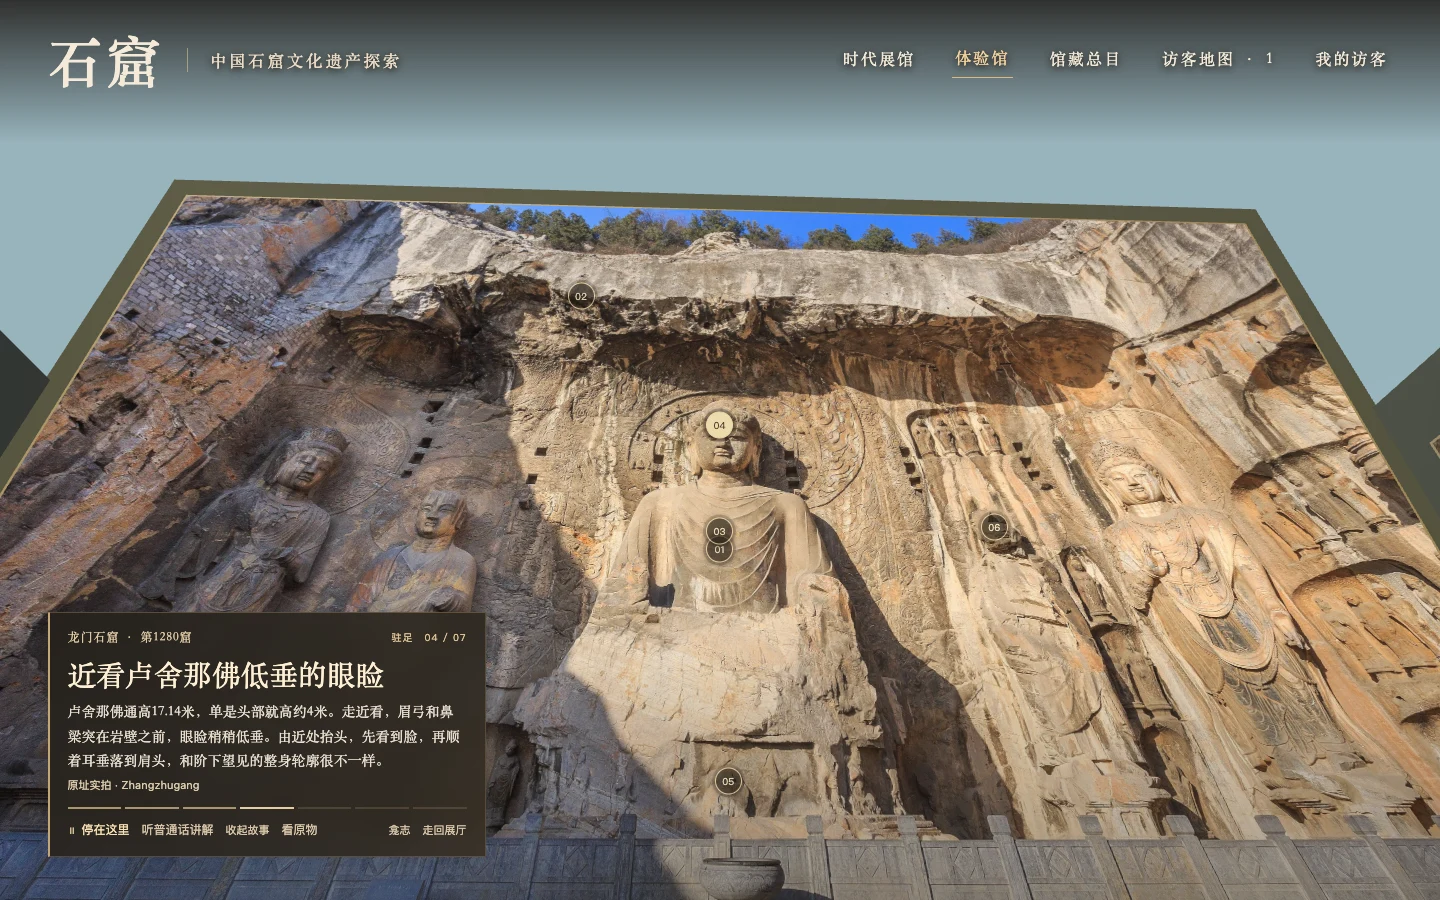 石窟
中国石窟文化遗产探索
时代展馆
体验馆
馆藏总目
访客地图 · 1
我的访客
02
04
03
01
06
05
龙门石窟 · 第1280窟
驻足 04 / 07
近看卢舍那佛低垂的眼睑
卢舍那佛通高17.14米，单是头部就高约4米。走近看，眉弓和鼻
梁突在岩壁之前，眼睑稍稍低垂。由近处抬头，先看到脸，再顺
着耳垂落到肩头，和阶下望见的整身轮廓很不一样。
原址实拍 · Zhangzhugang
停在这里 听普通话讲解 收起故事 看原物
龛志 走回展厅